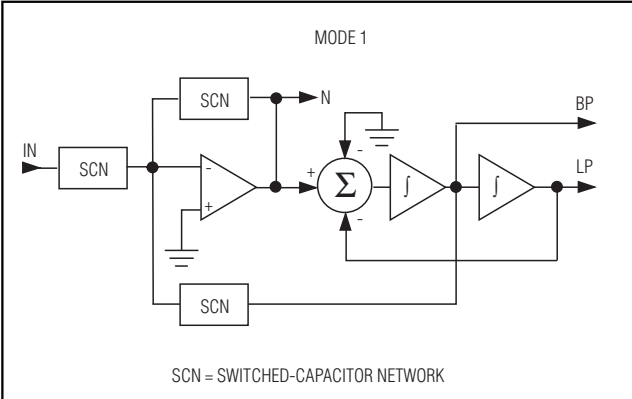 MODE 1
SCN
N
BP
IN
SCN
-
+
-
+
Σ
-
∫
∫
LP
SCN
SCN = SWITCHED-CAPACITOR NETWORK